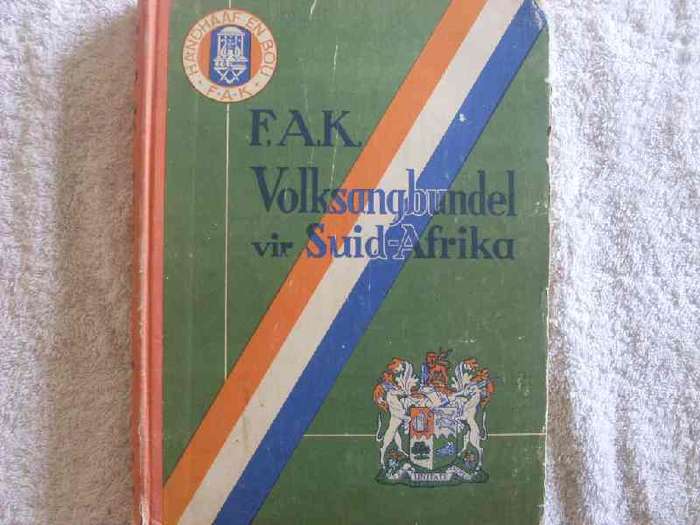 HANDHAAF EN BOU
F·A·K·
F.A.K.
Volksangbundel
vir Suid-Afrika